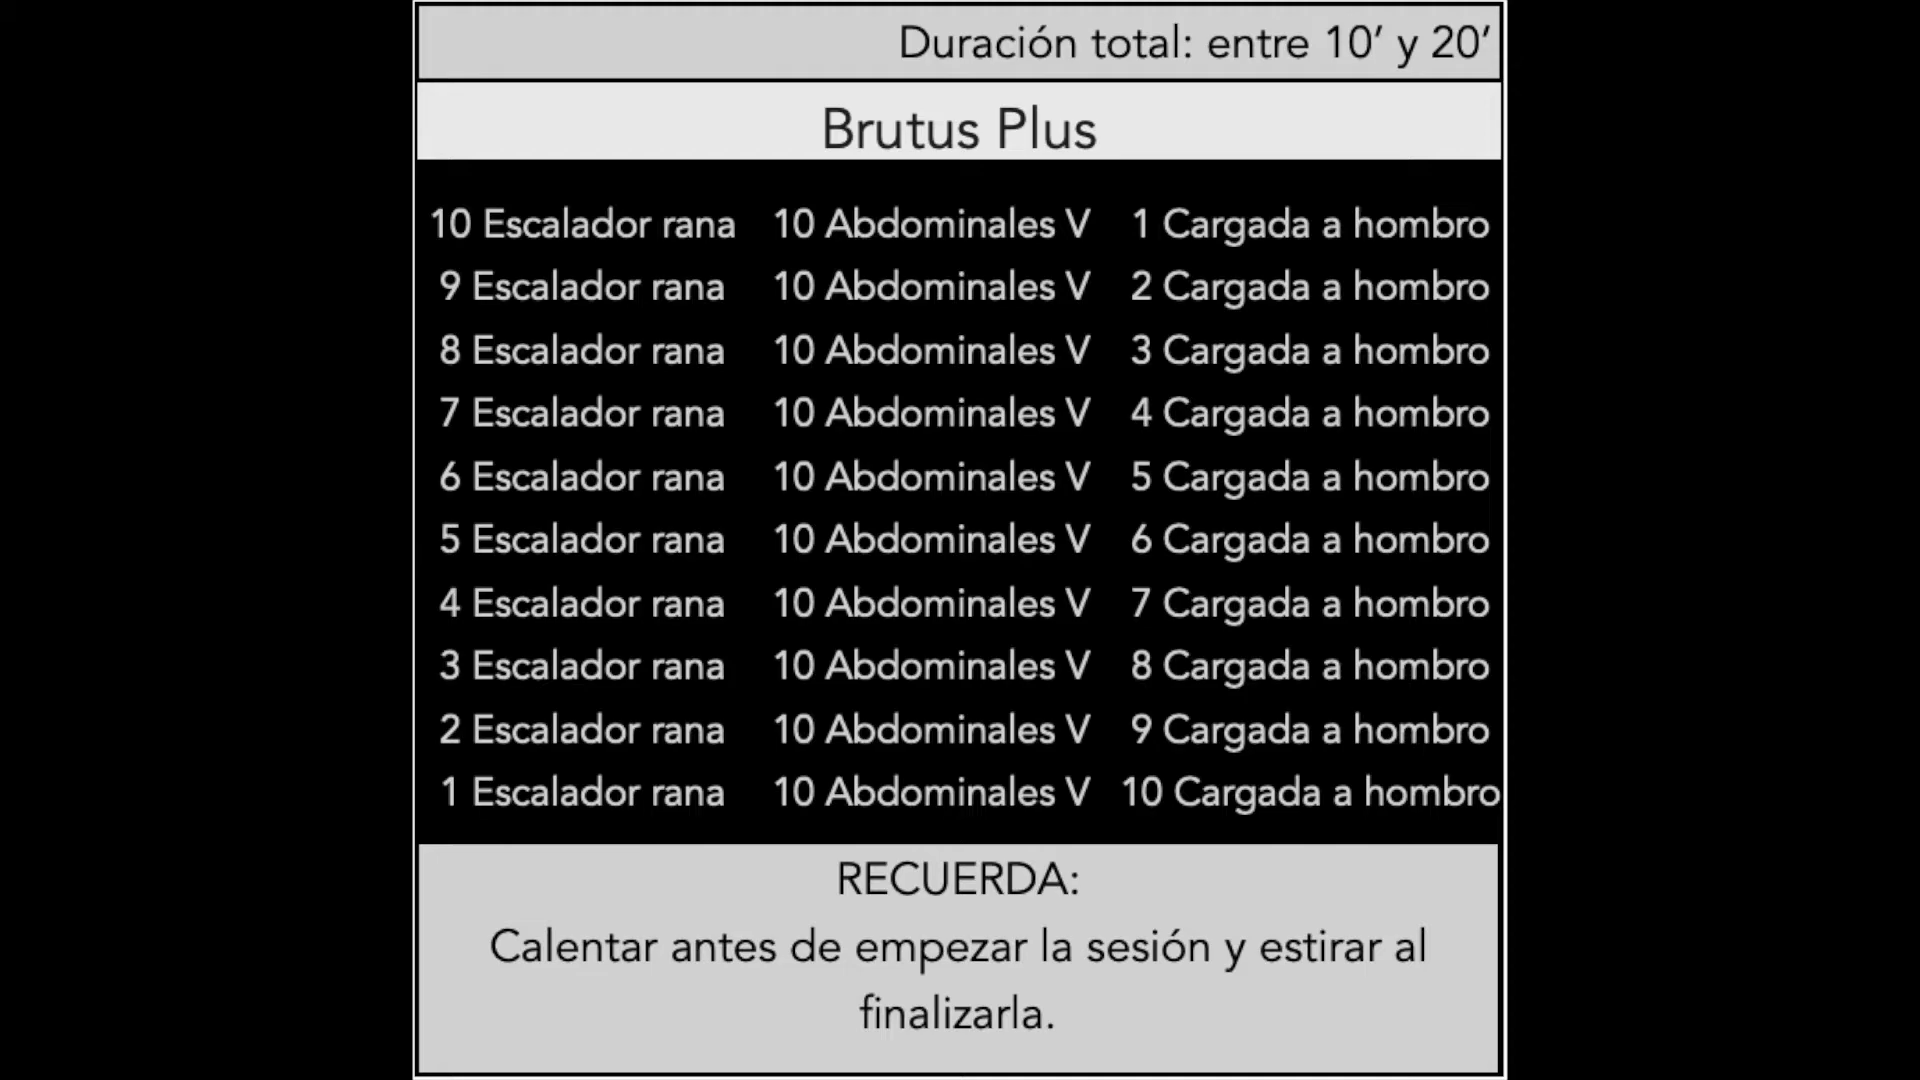 Duración total: entre 10’ y 20’
Brutus Plus
10 Escalador rana 10 Abdominales V 1 Cargada a hombro
9 Escalador rana 10 Abdominales V 2 Cargada a hombro
8 Escalador rana 10 Abdominales V 3 Cargada a hombro
7 Escalador rana 10 Abdominales V 4 Cargada a hombro
6 Escalador rana 10 Abdominales V 5 Cargada a hombro
5 Escalador rana 10 Abdominales V 6 Cargada a hombro
4 Escalador rana 10 Abdominales V 7 Cargada a hombro
3 Escalador rana 10 Abdominales V 8 Cargada a hombro
2 Escalador rana 10 Abdominales V 9 Cargada a hombro
1 Escalador rana 10 Abdominales V 10 Cargada a hombro
RECUERDA:
Calentar antes de empezar la sesión y estirar al
finalizarla.